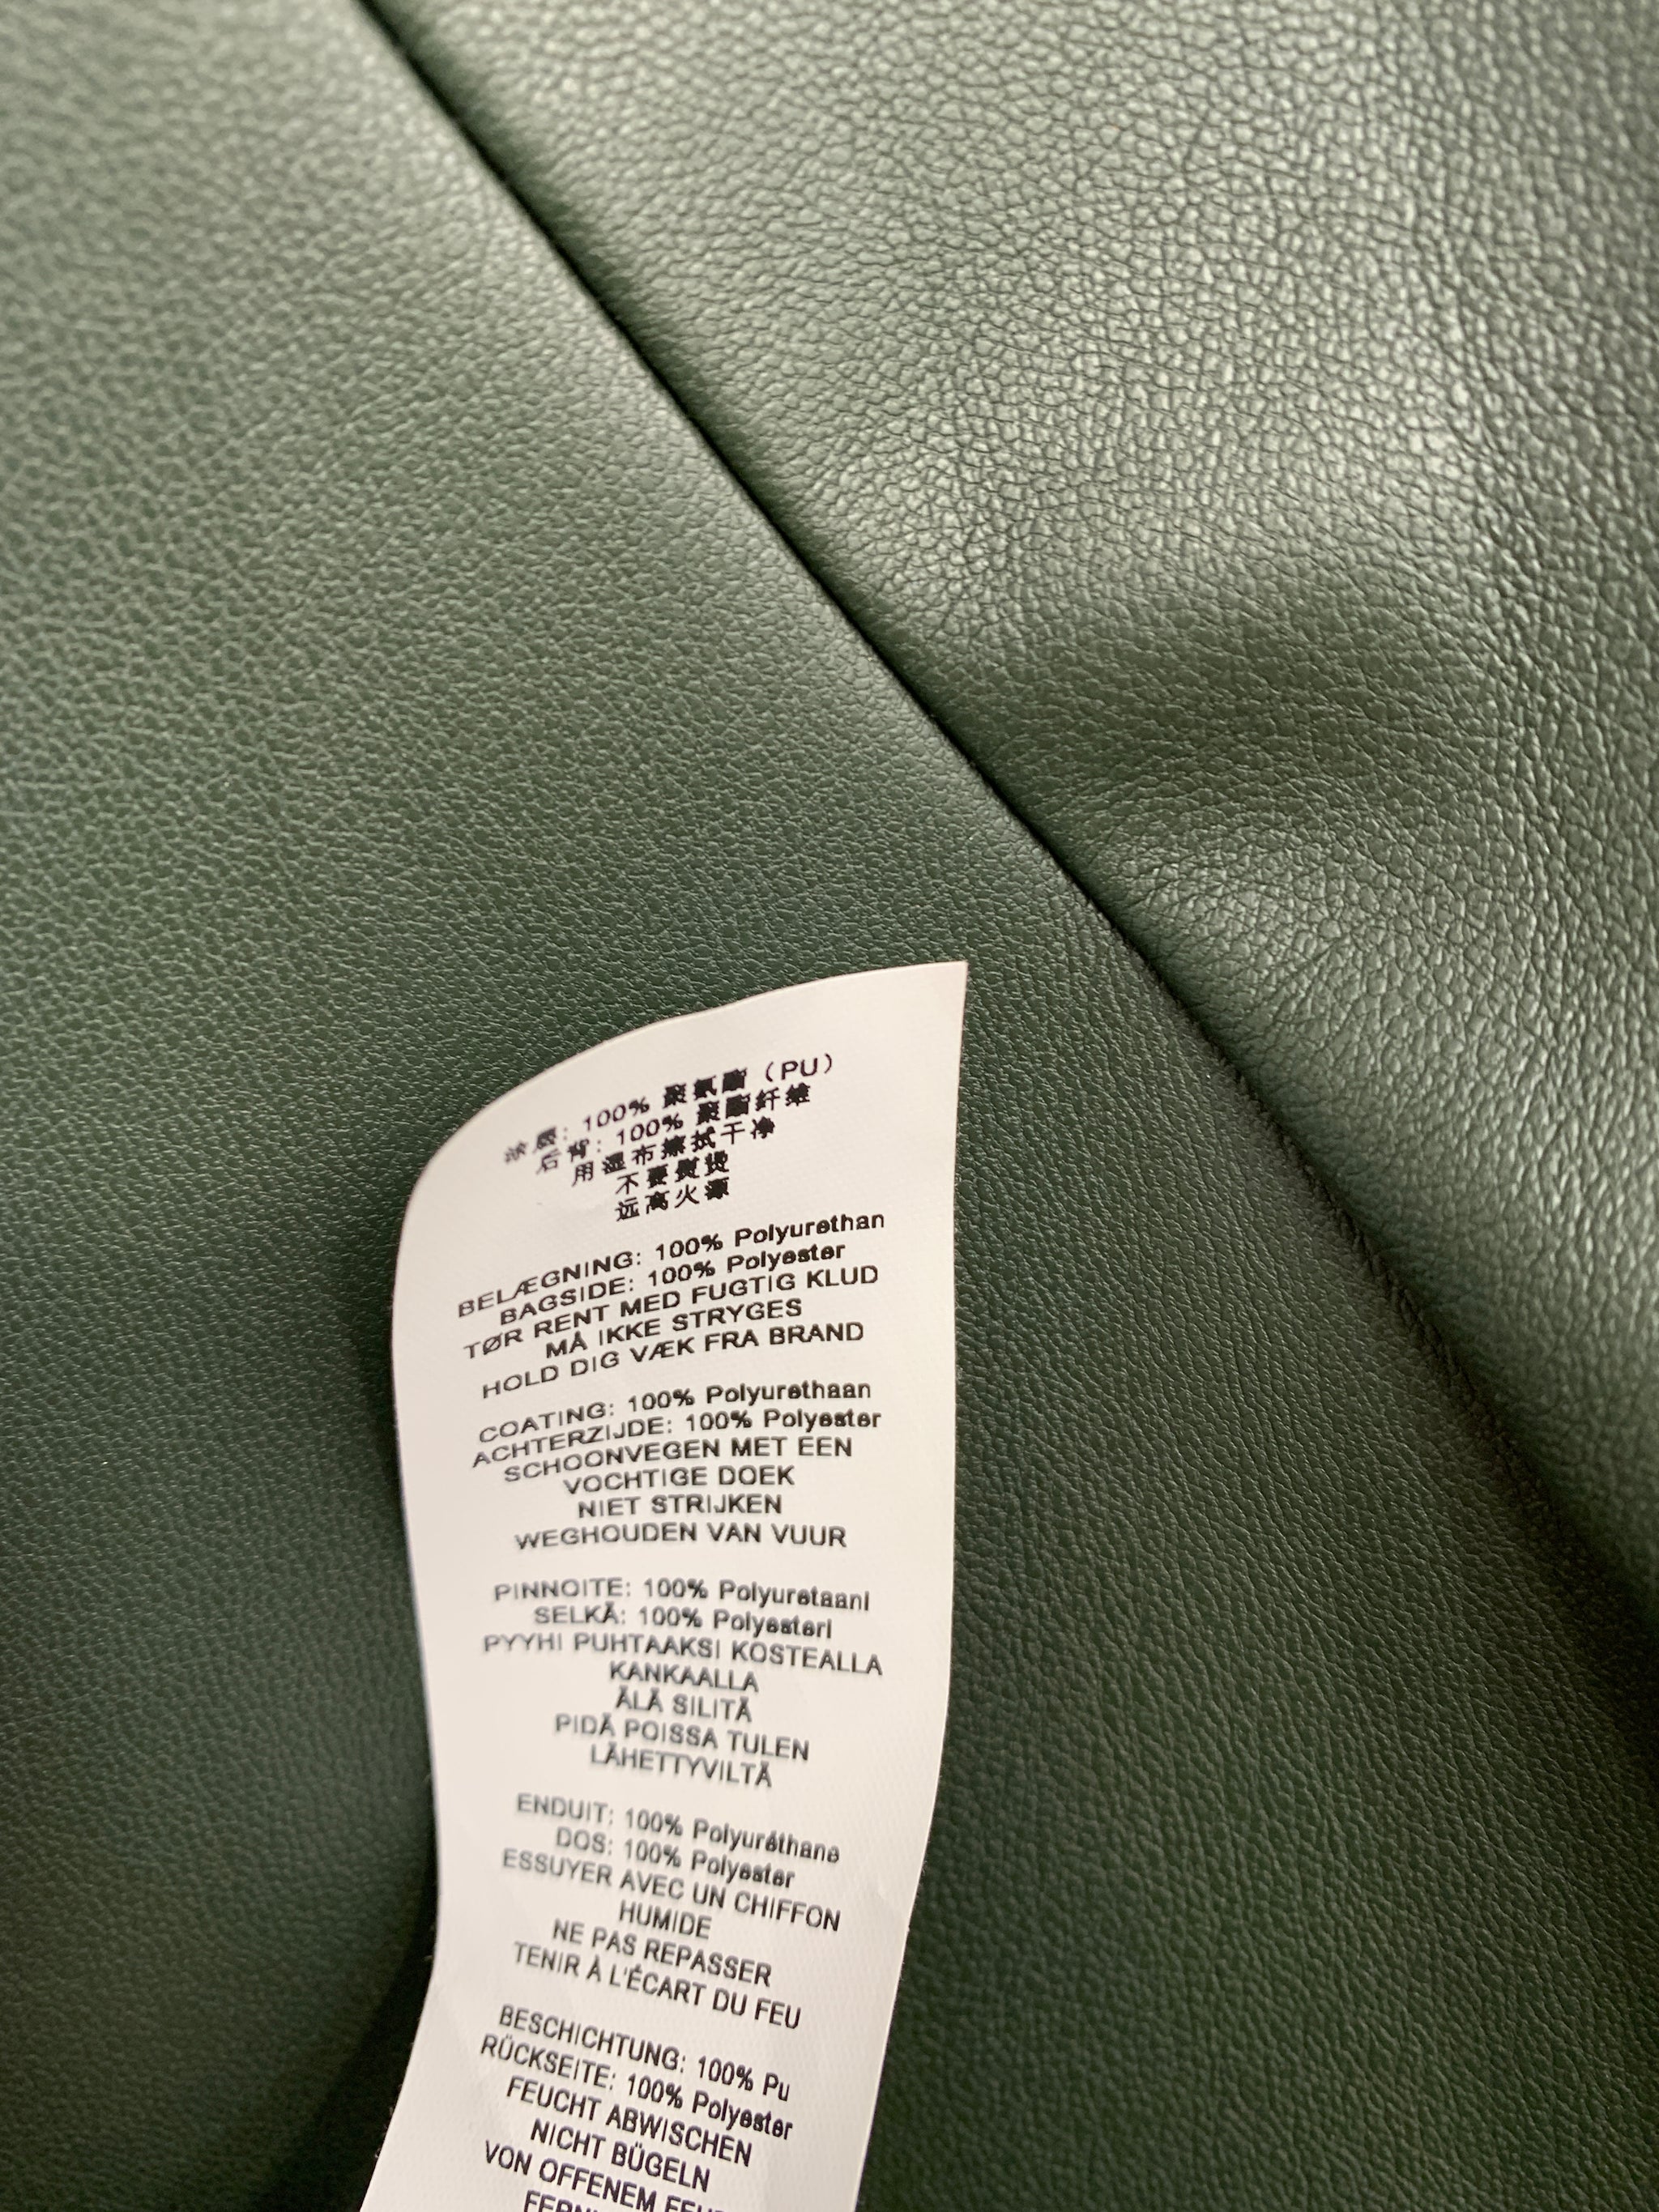 涂层: 100% 聚氨酯（PU）
后背: 100% 聚酯纤维
用湿布擦拭干净
不要熨烫
远离火源
BELÆGNING: 100% Polyurethan
BAGSIDE: 100% Polyester
TØR RENT MED FUGTIG KLUD
MÅ IKKE STRYGES
HOLD DIG VÆK FRA BRAND
COATING: 100% Polyurethaan
ACHTERZIJDE: 100% Polyester
SCHOONVEGEN MET EEN
VOCHTIGE DOEK
NIET STRIJKEN
WEGHOUDEN VAN VUUR
PINNOITE: 100% Polyuretaani
SELKÄ: 100% Polyesteri
PYYHI PUHTAAKSI KOSTEALLA
KANKAALLA
ÄLÄ SILITÄ
PIDÄ POISSA TULEN
LÄHETTYVILTÄ
ENDUIT: 100% Polyuréthane
DOS: 100% Polyester
ESSUYER AVEC UN CHIFFON
HUMIDE
NE PAS REPASSER
TENIR À L'ÉCART DU FEU
BESCHICHTUNG: 100% Pu
RÜCKSEITE: 100% Polyester
FEUCHT ABWISCHEN
NICHT BÜGELN
VON OFFENEM